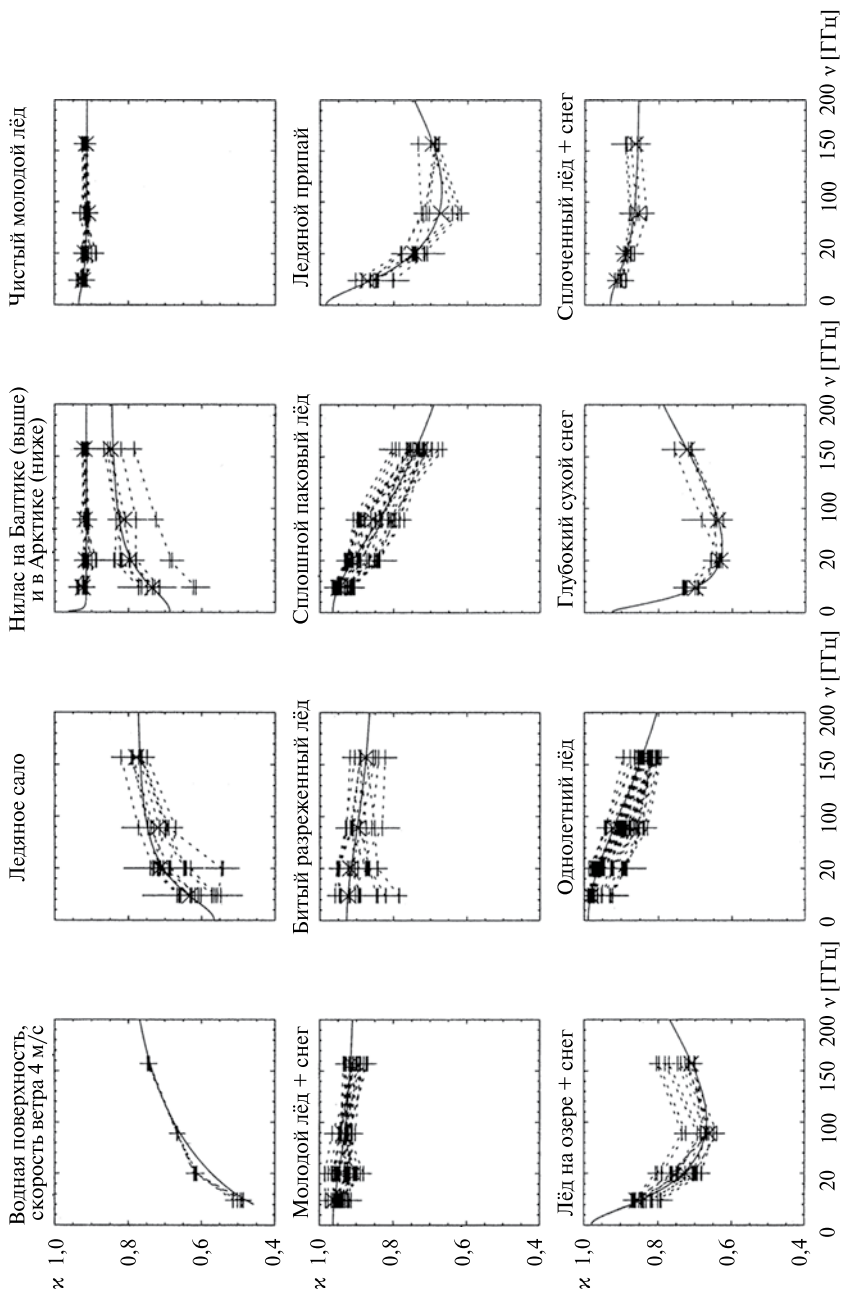 Водная поверхность,
скорость ветра 4 м/с
Ледяное сало
Нилас на Балтике (выше)
и в Арктике (ниже)
Чистый молодой лёд
ϰ 1,0
0,8
0,6
0,4
Молодой лёд + снег
Битый разреженный лёд
Сплошной паковый лёд
Ледяной припай
ϰ 1,0
0,8
0,6
0,4
Лёд на озере + снег
Однолетний лёд
Глубокий сухой снег
Сплоченный лёд + снег
ϰ 1,0
0,8
0,6
0,4
0 20 100 150 200 ν [ГГц] 0 20 100 150 200 ν [ГГц] 0 20 100 150 200 ν [ГГц] 0 20 100 150 200 ν [ГГц]